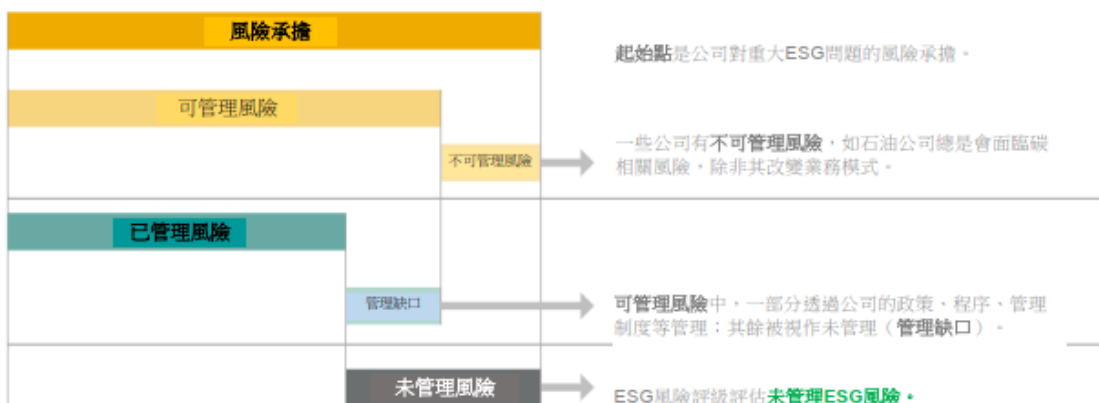 風險承擔
起始點是公司對重大ESG問題的風險承擔。
可管理風險
不可管理風險
一些公司有不可管理風險，如石油公司總是會面臨碳
相關風險，除非其改變業務模式。
已管理風險
管理缺口
可管理風險中，一部分透過公司的政策、程序、管理
制度等管理；其餘被視作未管理（管理缺口）。
未管理風險
ESG風險評級評估未管理ESG風險。